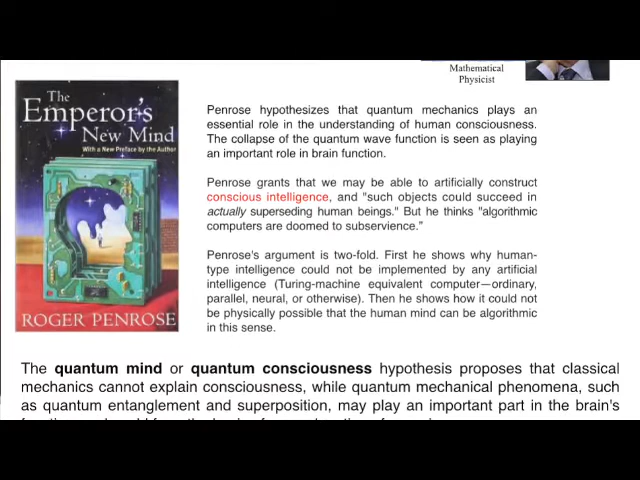 Mathematical
Physicist
The
Emperor's
New Mind
With a New Preface by the Author
ROGER PENROSE
Penrose hypothesizes that quantum mechanics plays an
essential role in the understanding of human consciousness.
The collapse of the quantum wave function is seen as playing
an important role in brain function.
Penrose grants that we may be able to artificially construct
conscious intelligence, and "such objects could succeed in
actually superseding human beings." But he thinks "algorithmic
computers are doomed to subservience."
Penrose's argument is two-fold. First he shows why human-
type intelligence could not be implemented by any artificial
intelligence (Turing-machine equivalent computer—ordinary,
parallel, neural, or otherwise). Then he shows how it could not
be physically possible that the human mind can be algorithmic
in this sense.
The quantum mind or quantum consciousness hypothesis proposes that classical
mechanics cannot explain consciousness, while quantum mechanical phenomena, such
as quantum entanglement and superposition, may play an important part in the brain's